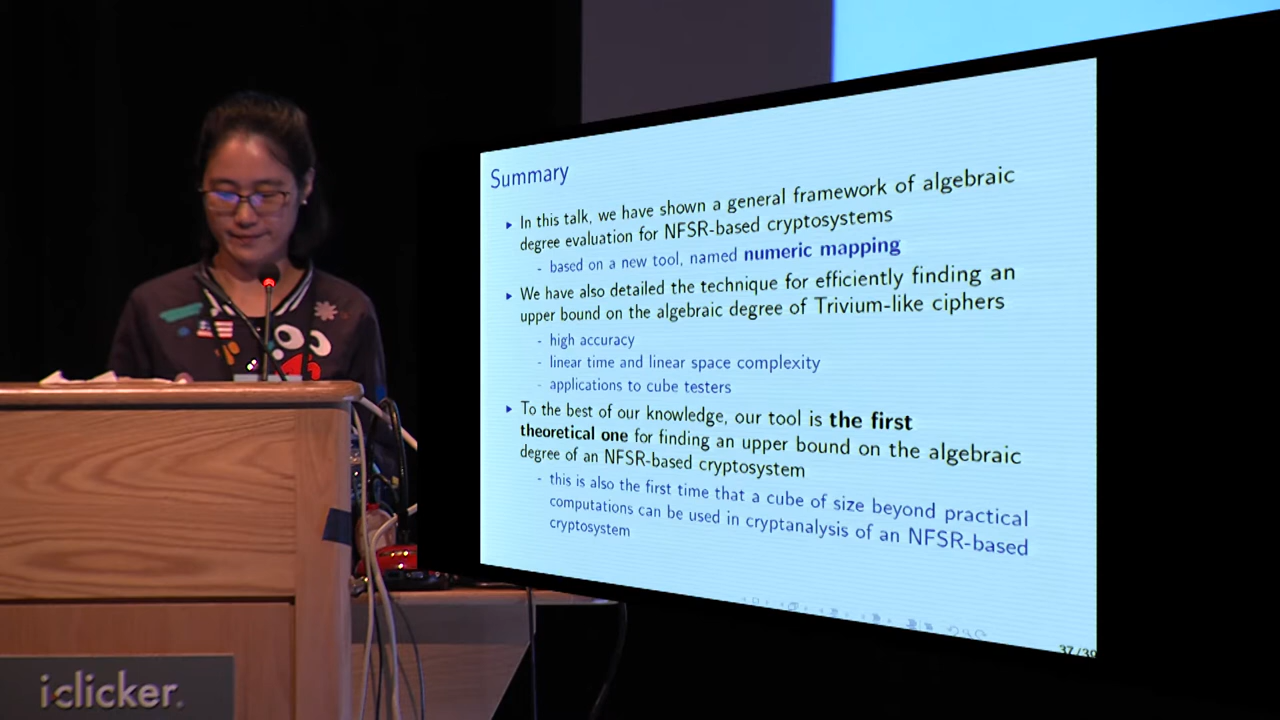 Summary
In this talk, we have shown a general framework of algebraic
degree evaluation for NFSR-based cryptosystems
- based on a new tool, named numeric mapping
We have also detailed the technique for efficiently finding an
upper bound on the algebraic degree of Trivium-like ciphers
- high accuracy
- linear time and linear space complexity
- applications to cube testers
To the best of our knowledge, our tool is the first
theoretical one for finding an upper bound on the algebraic
degree of an NFSR-based cryptosystem
- this is also the first time that a cube of size beyond practical
computations can be used in cryptanalysis of an NFSR-based
cryptosystem
37/39
iclicker.